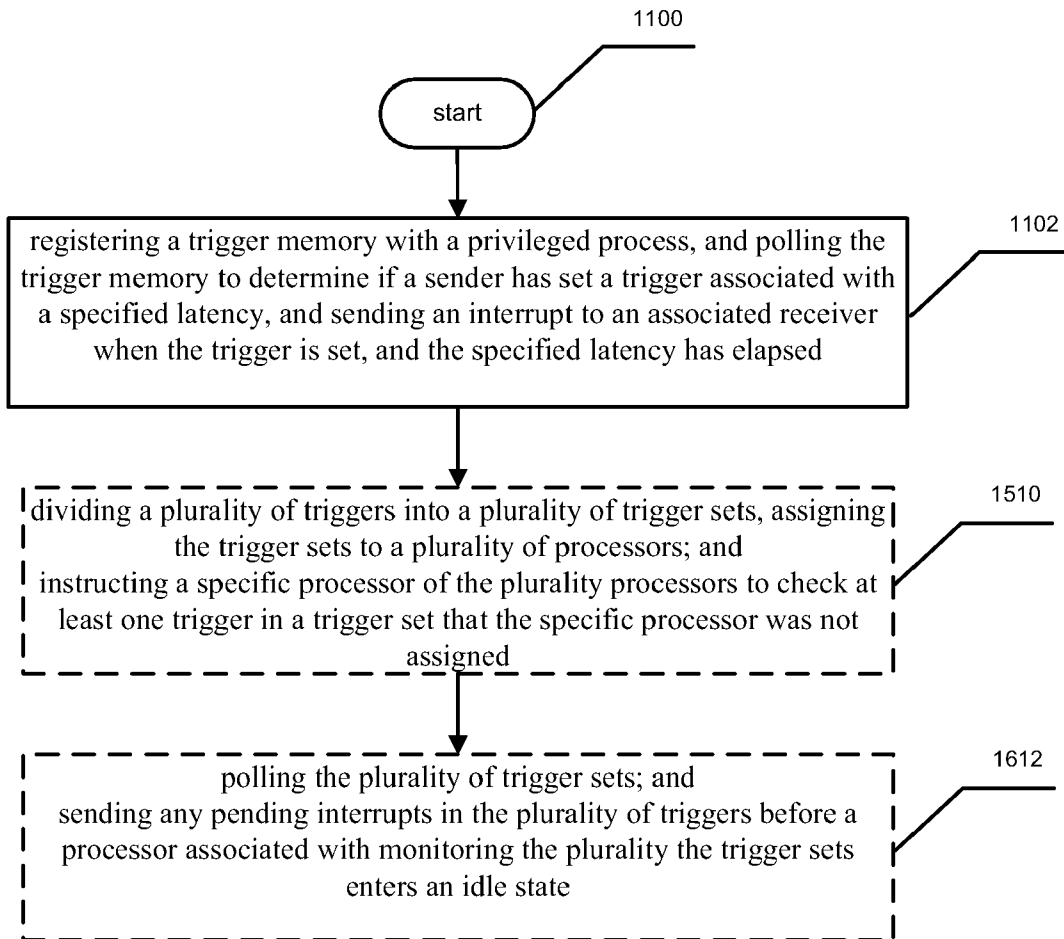 1100
start
1102
registering a trigger memory with a privileged process, and polling the
trigger memory to determine if a sender has set a trigger associated with
a specified latency, and sending an interrupt to an associated receiver
when the trigger is set, and the specified latency has elapsed
1510
dividing a plurality of triggers into a plurality of trigger sets, assigning
the trigger sets to a plurality of processors; and
instructing a specific processor of the plurality processors to check at
least one trigger in a trigger set that the specific processor was not
assigned
1612
polling the plurality of trigger sets; and
sending any pending interrupts in the plurality of triggers before a
processor associated with monitoring the plurality the trigger sets
enters an idle state